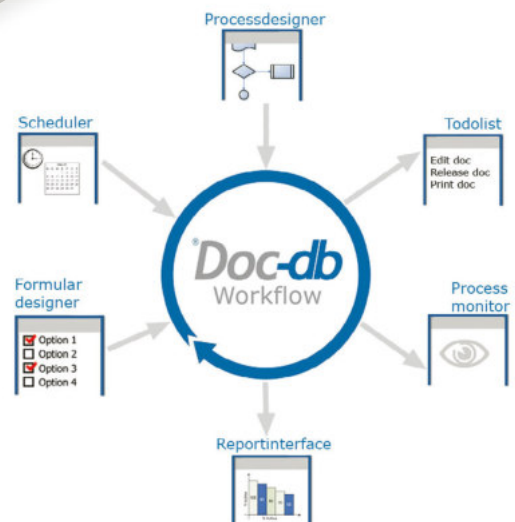 Processdesigner
Scheduler
Todolist
Edit doc
Release doc
Print doc
®Doc-db
Workflow
Formular
designer
Option 1
Option 2
Option 3
Option 4
Process
monitor
Reportinterface